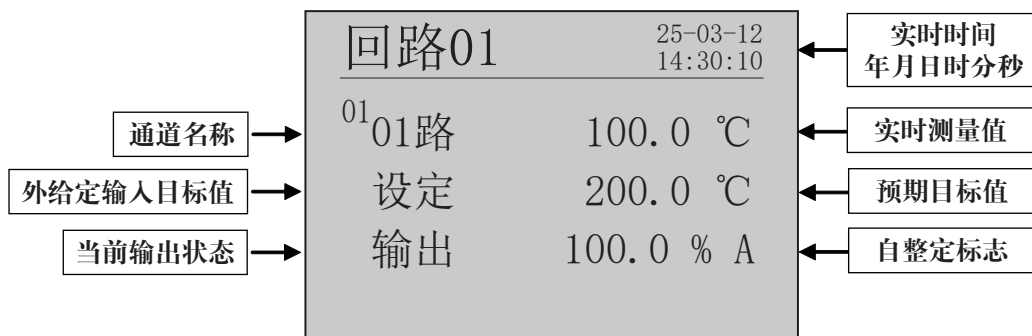 回路01
25-03-12
14:30:10
实时时间
年月日时分秒
通道名称
01 01路 100.0 ℃
实时测量值
外给定输入目标值
设定 200.0 ℃
预期目标值
当前输出状态
输出 100.0 % A
自整定标志